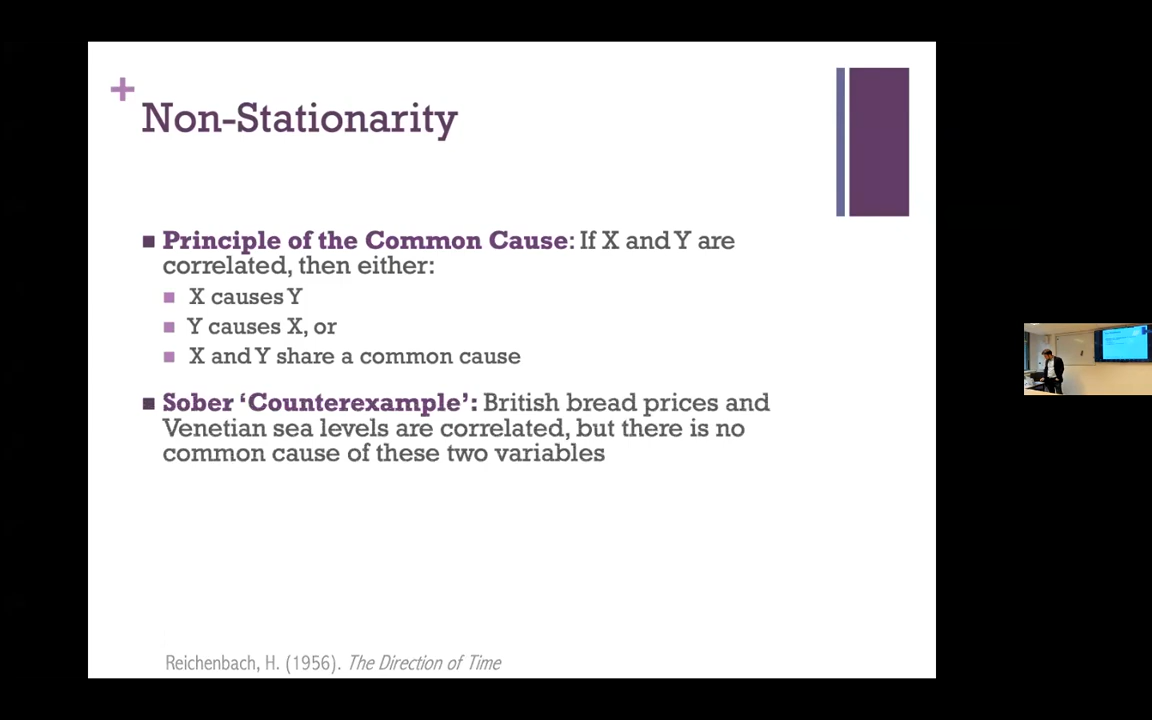 +
Non-Stationarity
Principle of the Common Cause: If X and Y are
correlated, then either:
X causes Y
Y causes X, or
X and Y share a common cause
Sober ‘Counterexample’: British bread prices and
Venetian sea levels are correlated, but there is no
common cause of these two variables
Reichenbach, H. (1956). The Direction of Time